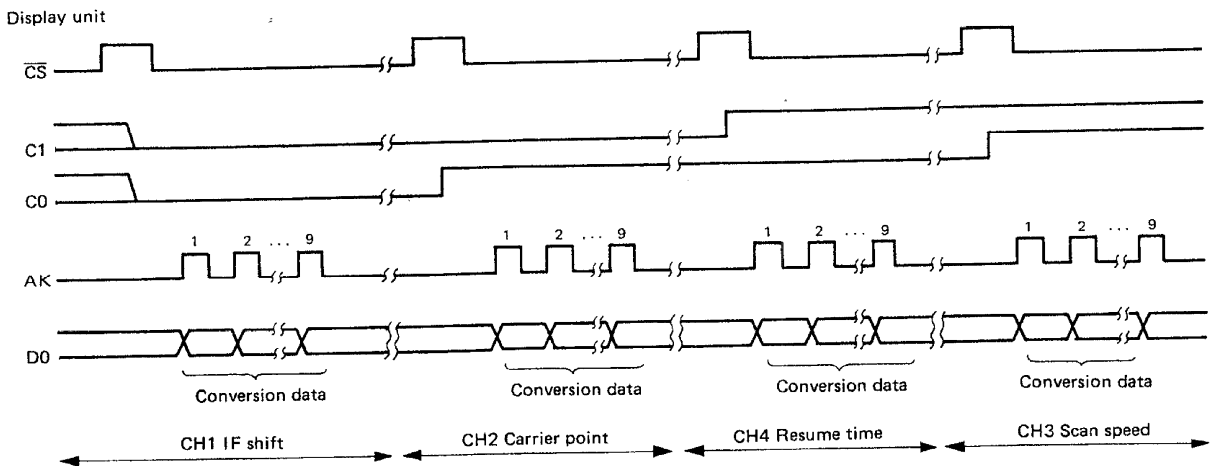 Display unit
CS
C1
C0
1 2 ... 9 1 2 ... 9 1 2 ... 9 1 2 ... 9
AK
D0
Conversion data Conversion data Conversion data Conversion data
CH1 IF shift CH2 Carrier point CH4 Resume time CH3 Scan speed